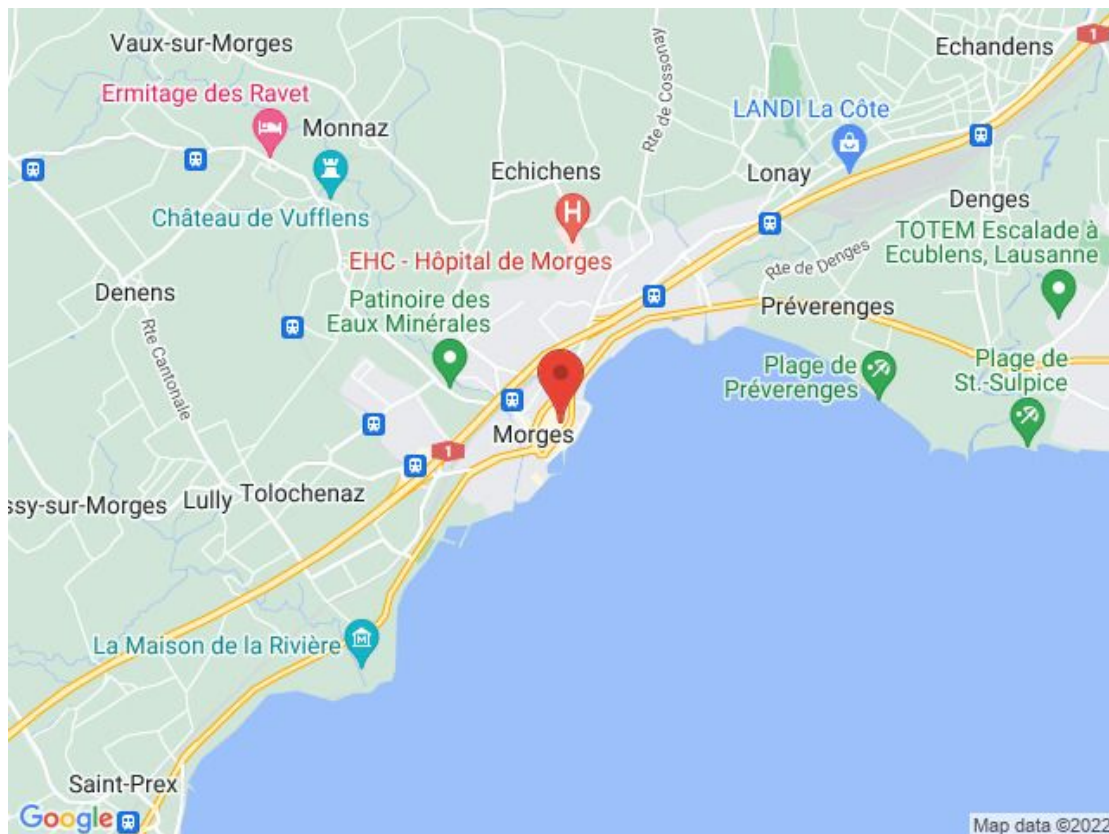 Vaux-sur-Morges
Echandens
1
Ermitage des Ravet
Monnaz
Rte de Cossonay
LANDI La Côte
Echichens
Lonay
H
Château de Vufflens
Denges
EHC - Hôpital de Morges
TOTEM Escalade à
Ecublens, Lausanne
Rte de Denges
Denens
Patinoire des
Eaux Minérales
Préverenges
Rte Cantonale
Plage de
Préverenges
Plage de
St.-Sulpice
Morges
1
ssy-sur-Morges
Lully
Tolochenaz
La Maison de la Rivière
M
Saint-Prex
Google
Map data ©2022